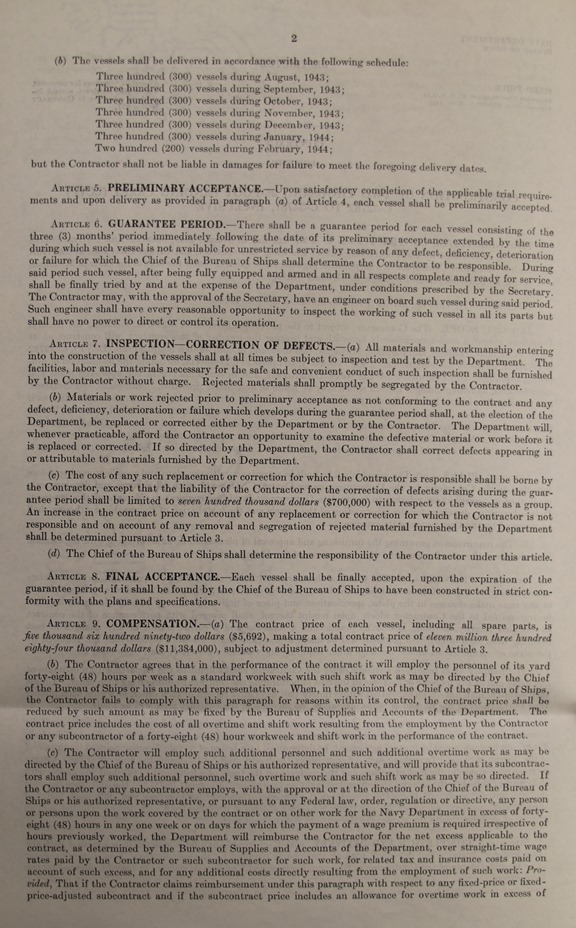 2
(b) The vessels shall be delivered in accordance with the following schedule:
Three hundred (300) vessels during August, 1943;
Three hundred (300) vessels during September, 1943;
Three hundred (300) vessels during October, 1943;
Three hundred (300) vessels during November, 1943;
Three hundred (300) vessels during December, 1943;
Three hundred (300) vessels during January, 1944;
Two hundred (200) vessels during February, 1944;
but the Contractor shall not be liable in damages for failure to meet the foregoing delivery dates.
ARTICLE 5. PRELIMINARY ACCEPTANCE.—Upon satisfactory completion of the applicable trial require-
ments and upon delivery as provided in paragraph (a) of Article 4, each vessel shall be preliminarily accepted.
ARTICLE 6. GUARANTEE PERIOD.—There shall be a guarantee period for each vessel consisting of the
three (3) months' period immediately following the date of its preliminary acceptance extended by the time
during which such vessel is not available for unrestricted service by reason of any defect, deficiency, deterioration
or failure for which the Chief of the Bureau of Ships shall determine the Contractor to be responsible. During
said period such vessel, after being fully equipped and armed and in all respects complete and ready for service,
shall be finally tried by and at the expense of the Department, under conditions prescribed by the Secretary.
The Contractor may, with the approval of the Secretary, have an engineer on board such vessel during said period.
Such engineer shall have every reasonable opportunity to inspect the working of such vessel in all its parts but
shall have no power to direct or control its operation.
ARTICLE 7. INSPECTION—CORRECTION OF DEFECTS.—(a) All materials and workmanship entering
into the construction of the vessels shall at all times be subject to inspection and test by the Department. The
facilities, labor and materials necessary for the safe and convenient conduct of such inspection shall be furnished
by the Contractor without charge. Rejected materials shall promptly be segregated by the Contractor.
(b) Materials or work rejected prior to preliminary acceptance as not conforming to the contract and any
defect, deficiency, deterioration or failure which develops during the guarantee period shall, at the election of the
Department, be replaced or corrected either by the Department or by the Contractor. The Department will,
whenever practicable, afford the Contractor an opportunity to examine the defective material or work before it
is replaced or corrected. If so directed by the Department, the Contractor shall correct defects appearing in
or attributable to materials furnished by the Department.
(c) The cost of any such replacement or correction for which the Contractor is responsible shall be borne by
the Contractor, except that the liability of the Contractor for the correction of defects arising during the guar-
antee period shall be limited to seven hundred thousand dollars ($700,000) with respect to the vessels as a group.
An increase in the contract price on account of any replacement or correction for which the Contractor is not
responsible and on account of any removal and segregation of rejected material furnished by the Department
shall be determined pursuant to Article 3.
(d) The Chief of the Bureau of Ships shall determine the responsibility of the Contractor under this article.
ARTICLE 8. FINAL ACCEPTANCE.—Each vessel shall be finally accepted, upon the expiration of the
guarantee period, if it shall be found by the Chief of the Bureau of Ships to have been constructed in strict con-
formity with the plans and specifications.
ARTICLE 9. COMPENSATION.—(a) The contract price of each vessel, including all spare parts, is
five thousand six hundred ninety-two dollars ($5,692), making a total contract price of eleven million three hundred
eighty-four thousand dollars ($11,384,000), subject to adjustment determined pursuant to Article 3.
(b) The Contractor agrees that in the performance of the contract it will employ the personnel of its yard
forty-eight (48) hours per week as a standard workweek with such shift work as may be directed by the Chief
of the Bureau of Ships or his authorized representative. When, in the opinion of the Chief of the Bureau of Ships,
the Contractor fails to comply with this paragraph for reasons within its control, the contract price shall be
reduced by such amount as may be fixed by the Bureau of Supplies and Accounts of the Department. The
contract price includes the cost of all overtime and shift work resulting from the employment by the Contractor
or any subcontractor of a forty-eight (48) hour workweek and shift work in the performance of the contract.
(c) The Contractor will employ such additional personnel and such additional overtime work as may be
directed by the Chief of the Bureau of Ships or his authorized representative, and will provide that its subcontrac-
tors shall employ such additional personnel, such overtime work and such shift work as may be so directed. If
the Contractor or any subcontractor employs, with the approval or at the direction of the Chief of the Bureau of
Ships or his authorized representative, or pursuant to any Federal law, order, regulation or directive, any person
or persons upon the work covered by the contract or on other work for the Navy Department in excess of forty-
eight (48) hours in any one week or on days for which the payment of a wage premium is required irrespective of
hours previously worked, the Department will reimburse the Contractor for the net excess applicable to the
contract, as determined by the Bureau of Supplies and Accounts of the Department, over straight-time wage
rates paid by the Contractor or such subcontractor for such work, for related tax and insurance costs paid on
account of such excess, and for any additional costs directly resulting from the employment of such work: Pro-
vided, That if the Contractor claims reimbursement under this paragraph with respect to any fixed-price or fixed-
price-adjusted subcontract and if the subcontract price includes an allowance for overtime work in excess of